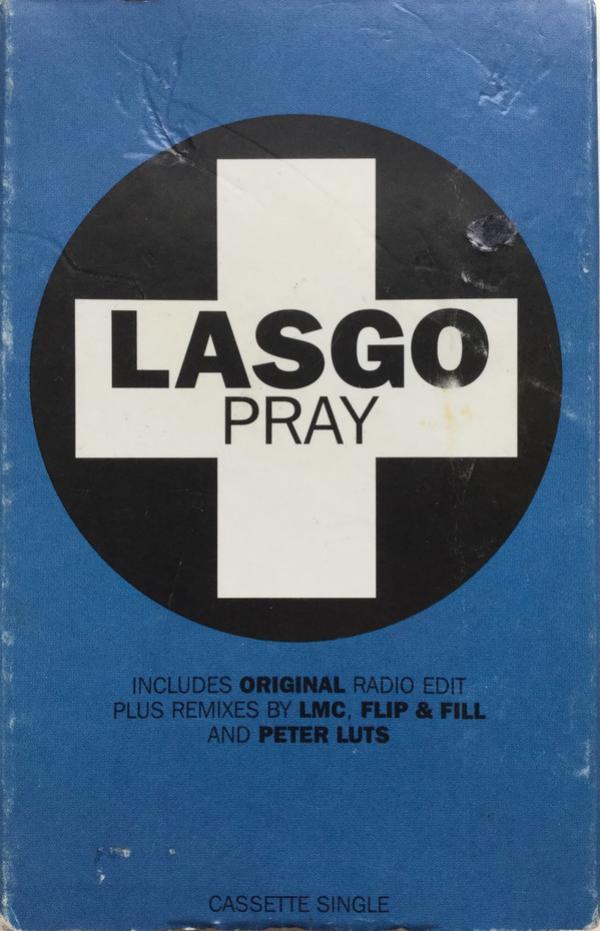 LASGO
PRAY
INCLUDES ORIGINAL RADIO EDIT
PLUS REMIXES BY LMC, FLIP & FILL
AND PETER LUTS
CASSETTE SINGLE